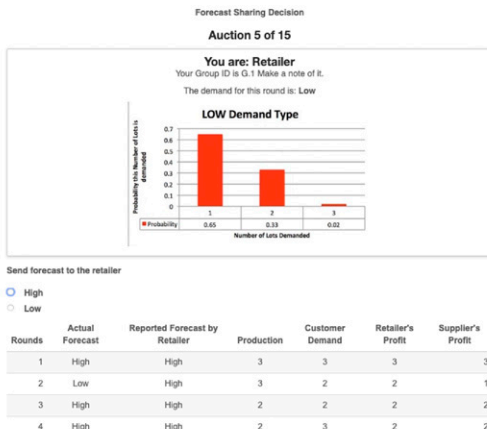 Forecast Sharing Decision
Auction 5 of 15
You are: Retailer
Your Group ID is G.1 Make a note of it.
The demand for this round is: Low
LOW Demand Type
Probability this Number of Lots is
demanded
0.7
0.6
0.5
0.4
0.3
0.2
0.1
0
1 2 3
Probability 0.65 0.33 0.02
Number of Lots Demanded
Send forecast to the retailer
High
Low
Rounds Actual Forecast Reported Forecast by Retailer Production Customer Demand Retailer's Profit Supplier's Profit
1 High High 3 3 3 3
2 Low High 3 2 2 1
3 High High 2 2 2 2
4 High High 2 3 2 2